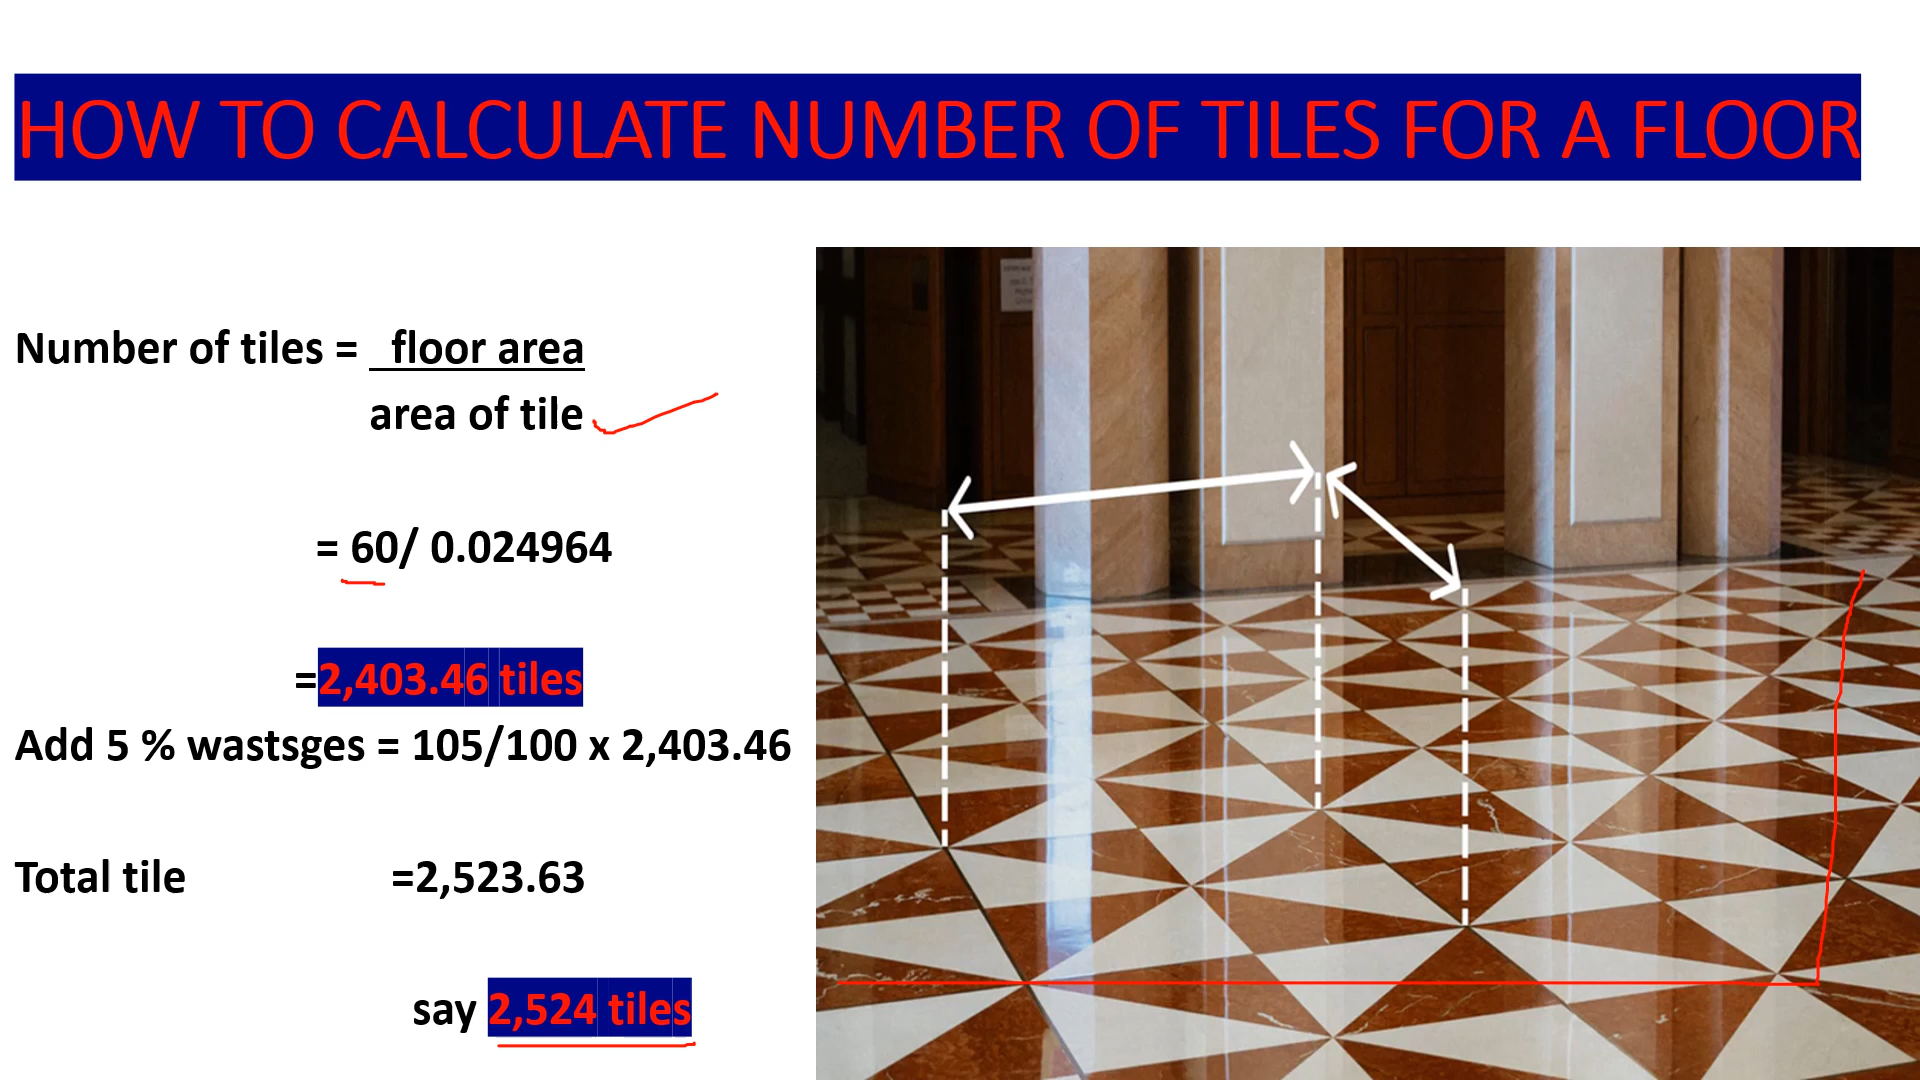 HOW TO CALCULATE NUMBER OF TILES FOR A FLOOR
Number of tiles = floor area
area of tile
= 60/ 0.024964
=2,403.46 tiles
Add 5 % wastsges = 105/100 x 2,403.46
Total tile =2,523.63
say 2,524 tiles